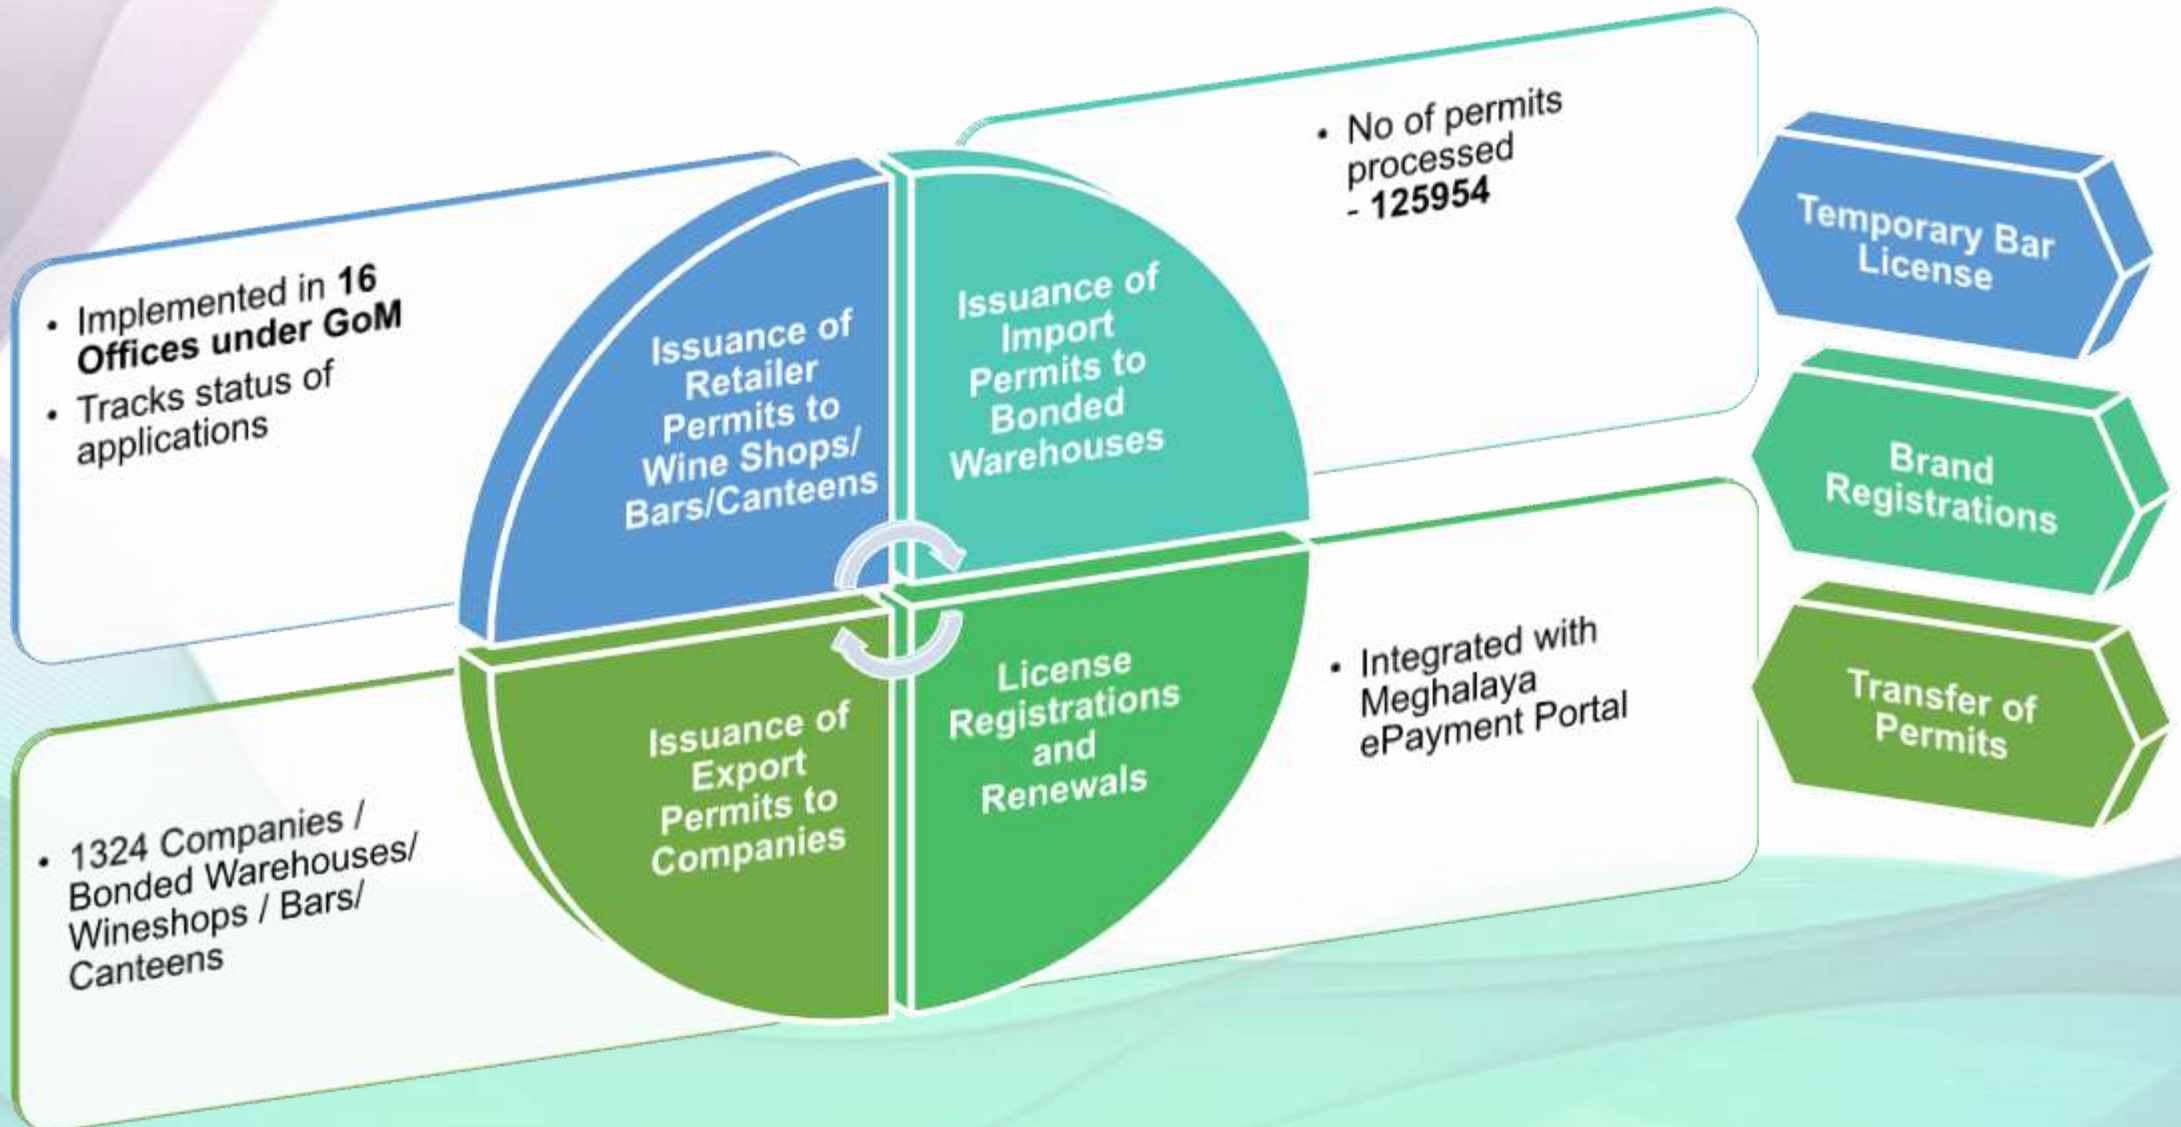 • Implemented in 16
Offices under GoM
• Tracks status of
applications
Issuance of
Retailer
Permits to
Wine Shops/
Bars/Canteens
Issuance of
Import
Permits to
Bonded
Warehouses
• No of permits
processed
- 125954
• 1324 Companies /
Bonded Warehouses/
Wineshops / Bars/
Canteens
Issuance of
Export
Permits to
Companies
License
Registrations
and
Renewals
• Integrated with
Meghalaya
ePayment Portal
Temporary Bar
License
Brand
Registrations
Transfer of
Permits